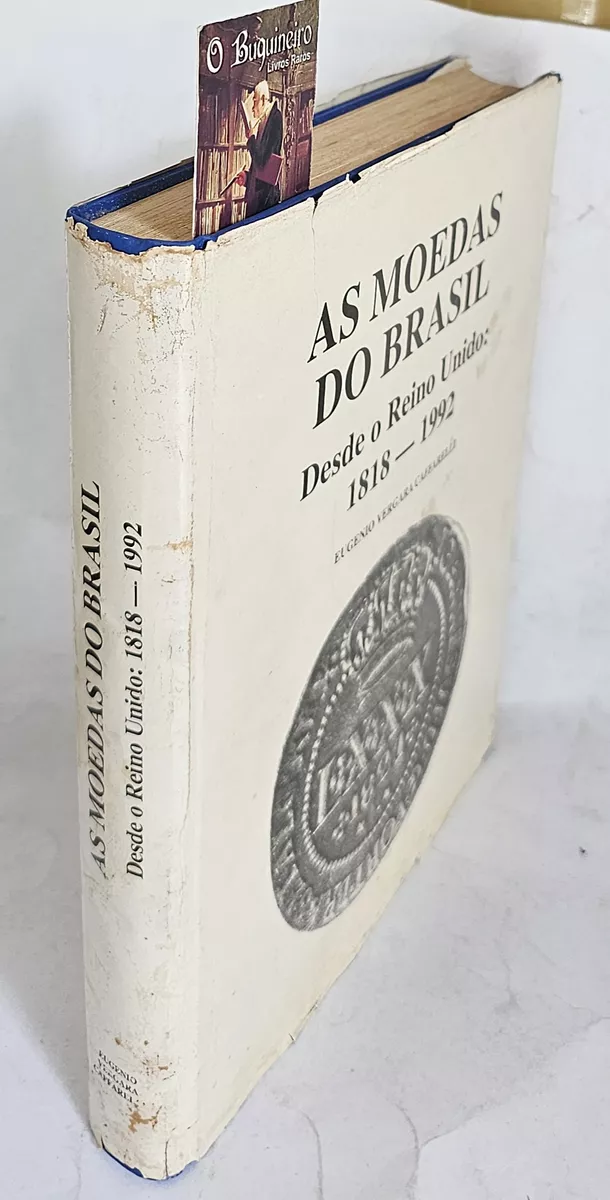 O Buquineiro
Livros Raros
AS MOEDAS
DO BRASIL
Desde o Reino Unido:
1818 — 1992
EUGENIO VERGARA CAFFARELLI
AS MOEDAS DO BRASIL
Desde o Reino Unido: 1818 — 1992
EUGENIO
VERGARA